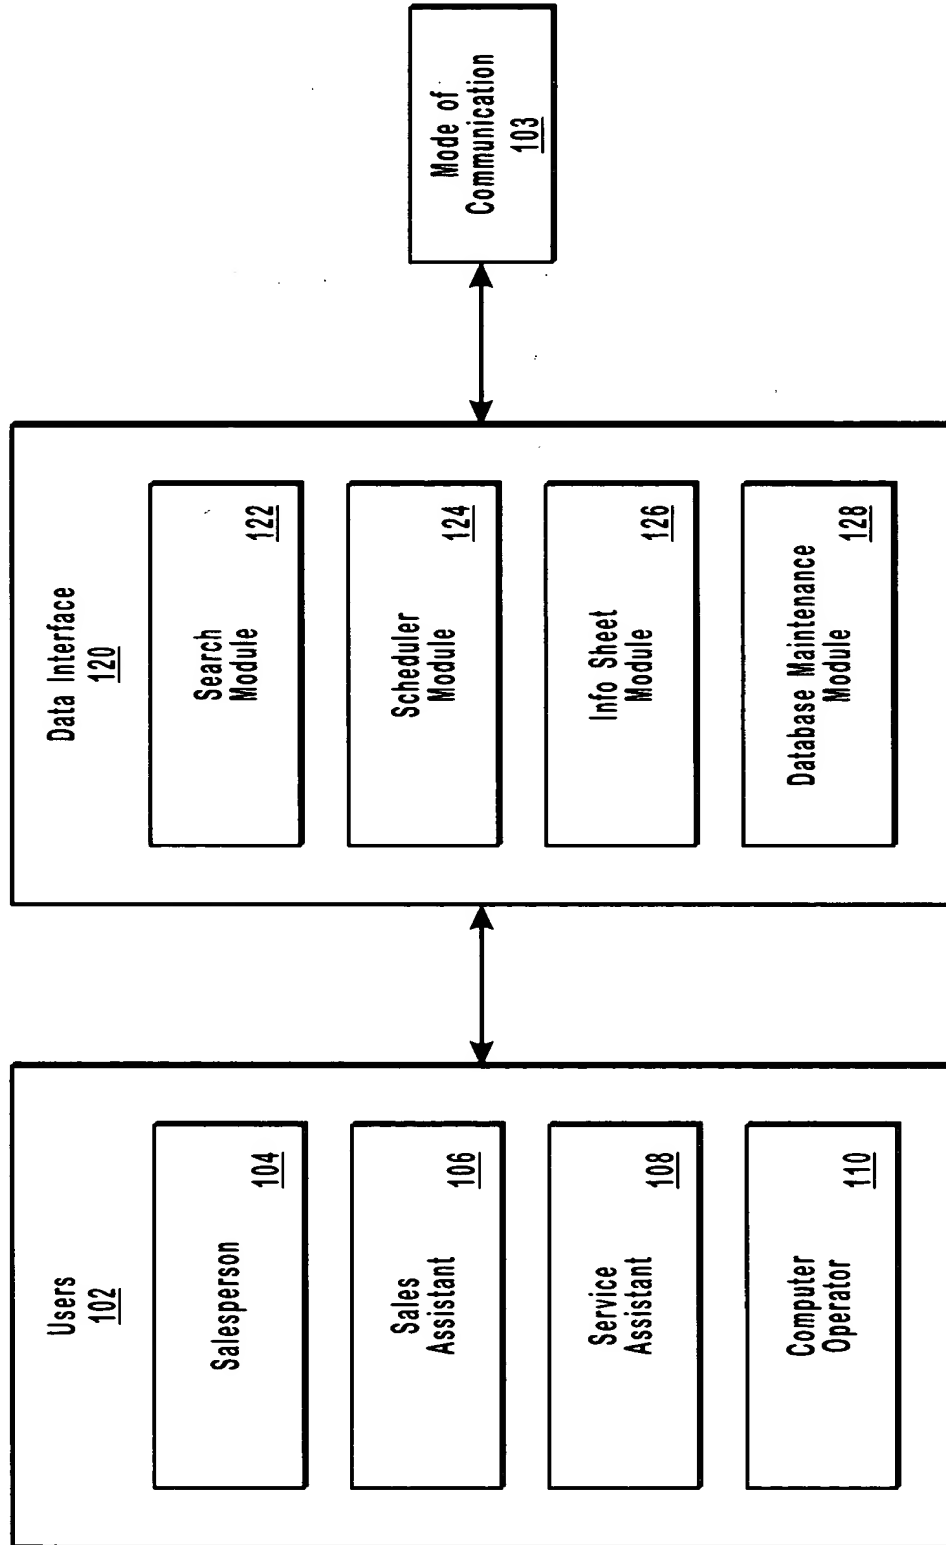 Users
102
Salesperson
104
Sales
Assistant
106
Service
Assistant
108
Computer
Operator
110
Data Interface
120
Search
Module
122
Scheduler
Module
124
Info Sheet
Module
126
Database Maintenance
Module
128
Mode of
Communication
103